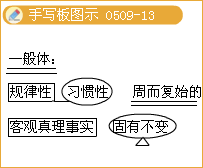 手写板图示 0509-13
一般体：
规律性 习惯性 周而复始的
客观真理事实 固有不变